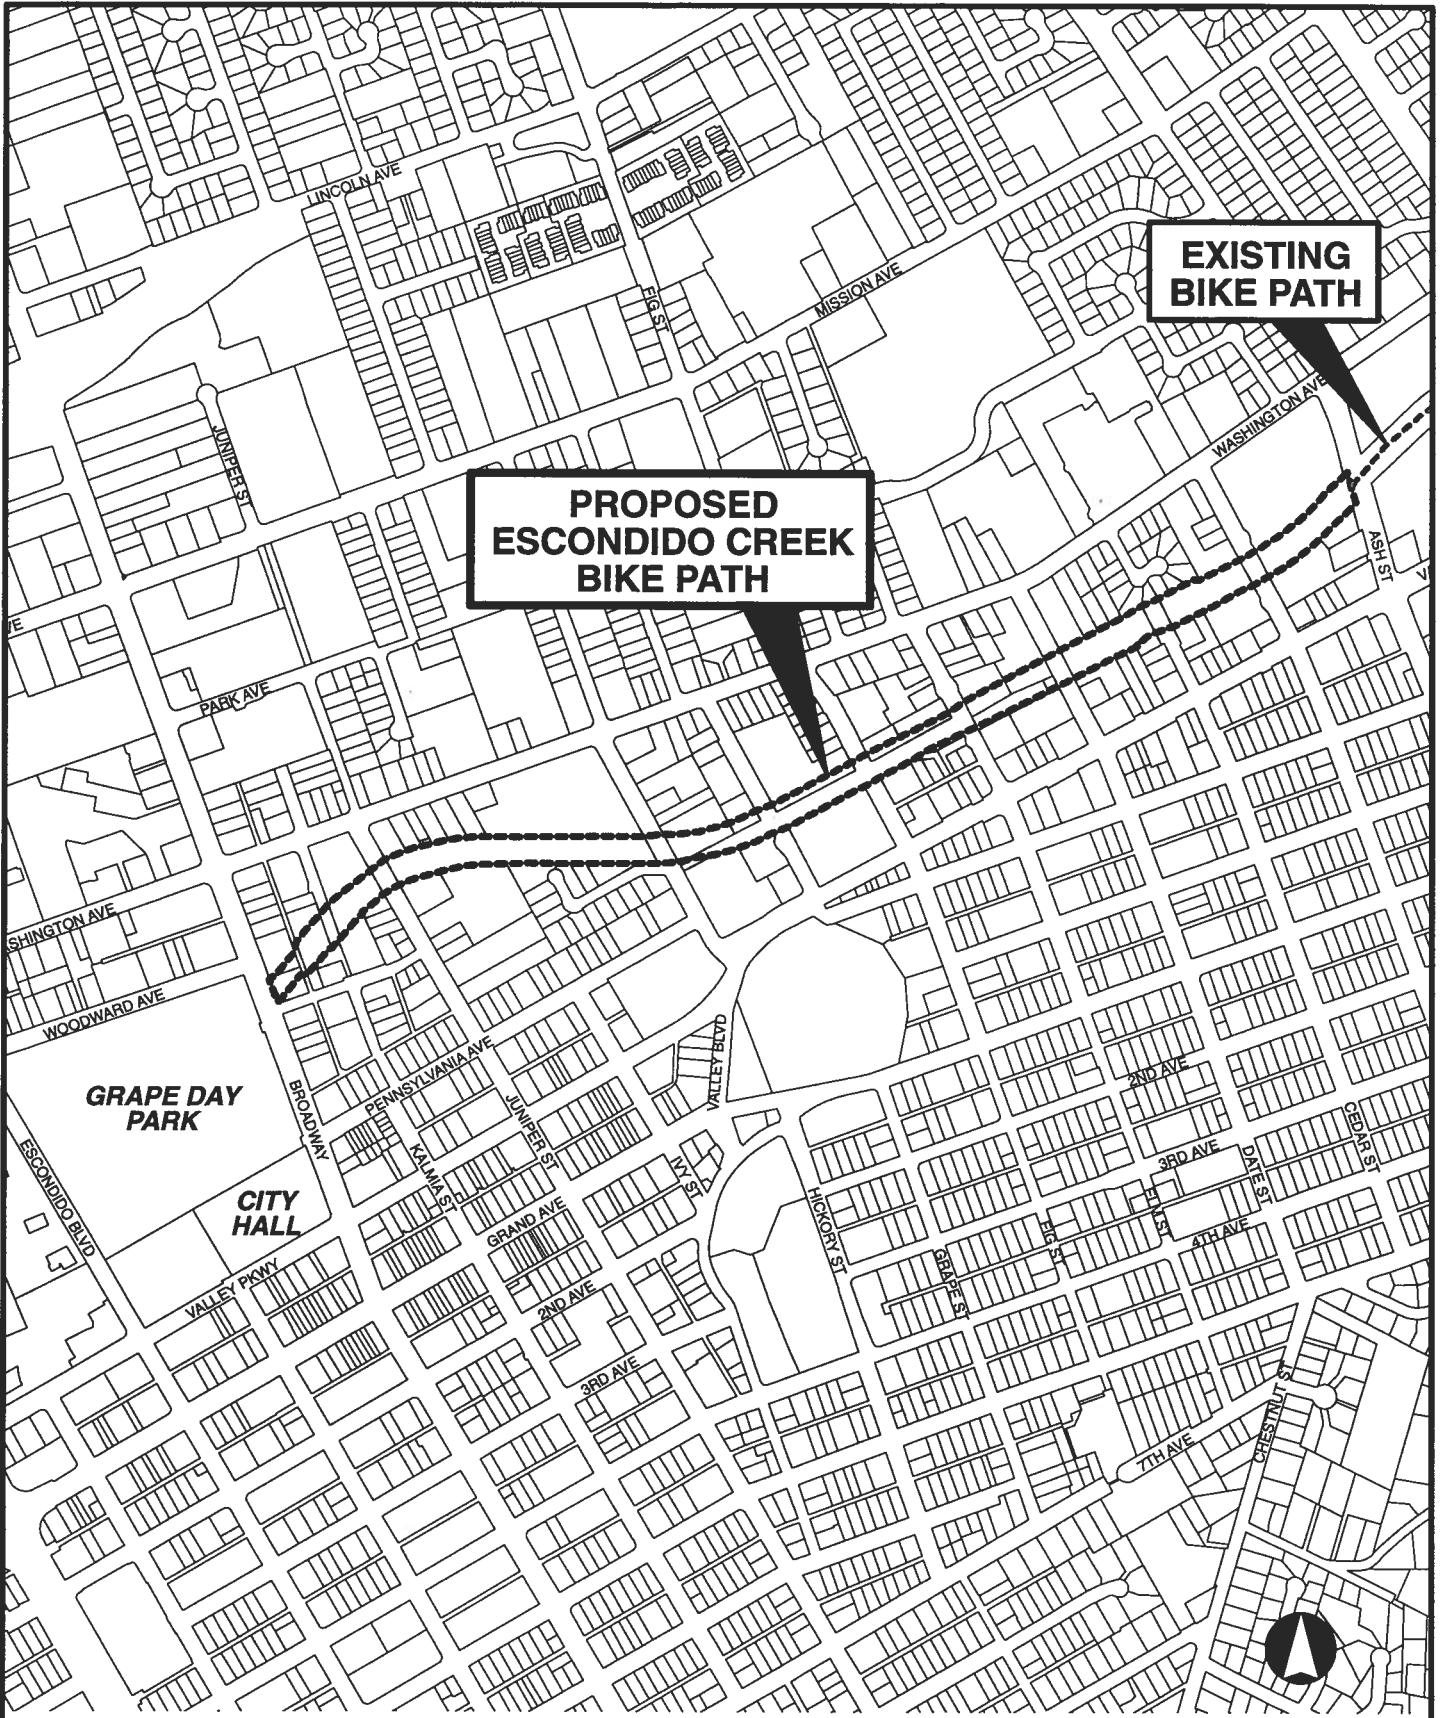 LINCOLN AVE
EXISTING
BIKE PATH
MISSION AVE
FIG ST
WASHINGTON AVE
JUNIPER ST
PROPOSED
ESCONDIDO CREEK
BIKE PATH
ASH ST
PARK AVE
WOODWARD AVE
VALLEY BLVD
PENNSYLVANIA AVE
2ND AVE
GRAPE DAY
PARK
BROADWAY
JUNIPER ST
CEDAR ST
KALMIA ST
3RD AVE
DATE ST
IVY ST
ESCONDIDO BLVD
CITY
HALL
HICKORY ST
ELM ST
GRAND AVE
FIG ST
4TH AVE
GRAPE ST
VALLEY PKWY
2ND AVE
3RD AVE
CHESTNUT ST
7TH AVE